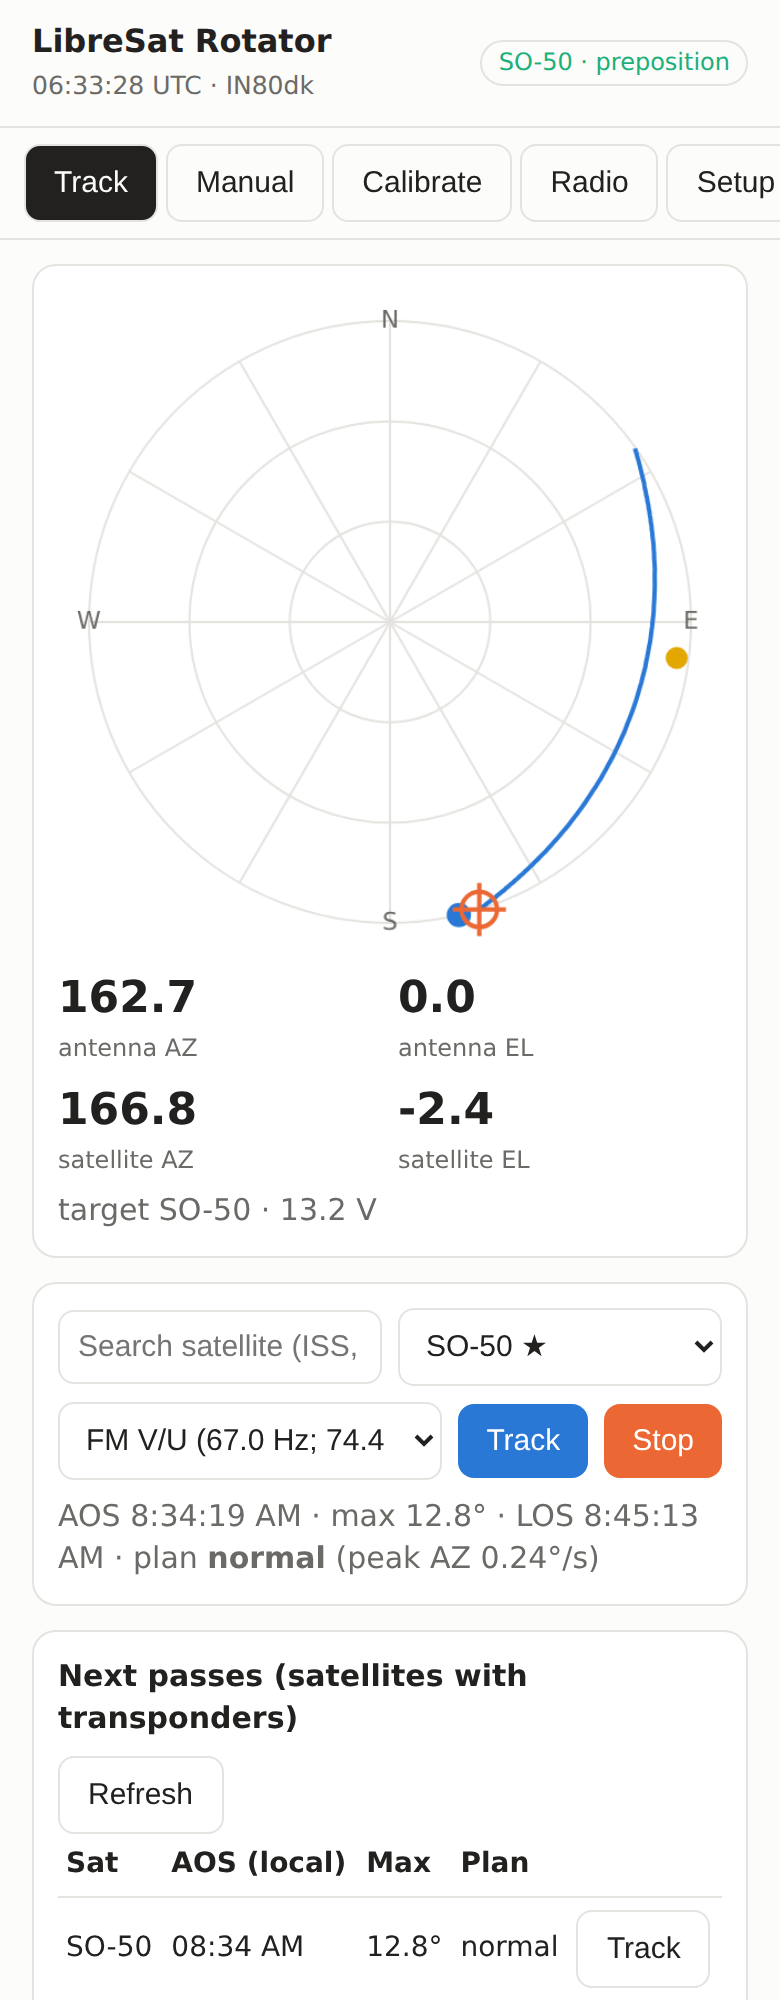 LibreSat Rotator
06:33:28 UTC · IN80dk
SO-50 · preposition
Track
Manual
Calibrate
Radio
Setup
N
W
E
S
162.7
0.0
antenna AZ
antenna EL
166.8
-2.4
satellite AZ
satellite EL
target SO-50 · 13.2 V
Search satellite (ISS,
SO-50 ★
FM V/U (67.0 Hz; 74.4
Track
Stop
AOS 8:34:19 AM · max 12.8° · LOS 8:45:13
AM · plan normal (peak AZ 0.24°/s)
Next passes (satellites with
transponders)
Refresh
Sat AOS (local) Max Plan
SO-50 08:34 AM 12.8° normal Track